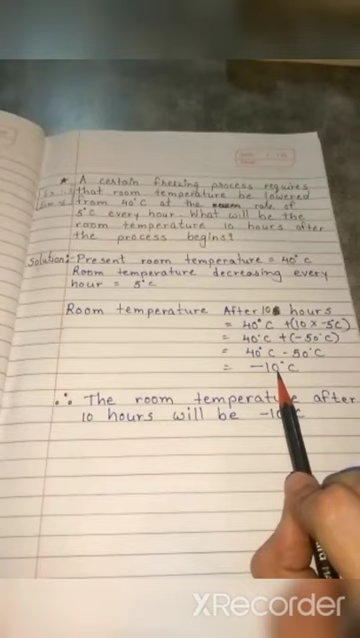 * A certain freezing process requires
that room temperature be lowered
from 40°C at the rate of
5°C every hour. What will be the
room temperature 10 hours after
the process begins?
Solution:- Present room temperature = 40°C
Room temperature decreasing every
hour = 5°C
Room temperature After 10 hours
= 40°C + (10 × -5°C)
= 40°C + (-50°C)
= 40°C - 50°C
= -10°C
∴ The room temperature after
10 hours will be -10°C
XRecorder